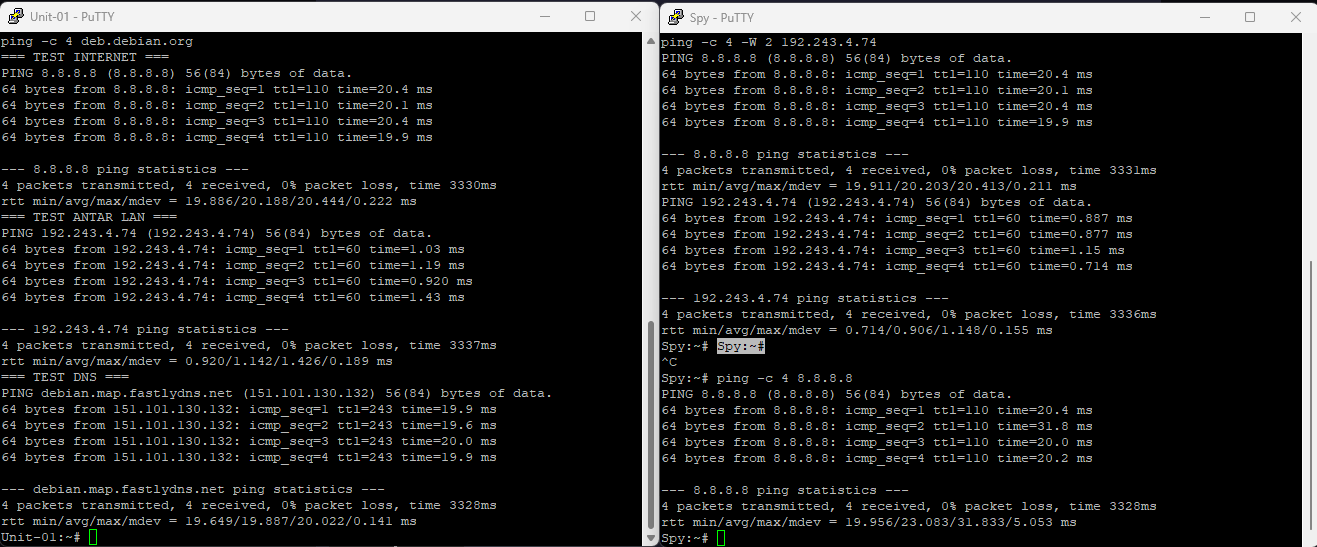 Unit-01 - PuTTY
ping -c 4 deb.debian.org
=== TEST INTERNET ===
PING 8.8.8.8 (8.8.8.8) 56(84) bytes of data.
64 bytes from 8.8.8.8: icmp_seq=1 ttl=110 time=20.4 ms
64 bytes from 8.8.8.8: icmp_seq=2 ttl=110 time=20.1 ms
64 bytes from 8.8.8.8: icmp_seq=3 ttl=110 time=20.4 ms
64 bytes from 8.8.8.8: icmp_seq=4 ttl=110 time=19.9 ms
--- 8.8.8.8 ping statistics ---
4 packets transmitted, 4 received, 0% packet loss, time 3330ms
rtt min/avg/max/mdev = 19.886/20.188/20.444/0.222 ms
=== TEST ANTAR LAN ===
PING 192.243.4.74 (192.243.4.74) 56(84) bytes of data.
64 bytes from 192.243.4.74: icmp_seq=1 ttl=60 time=1.03 ms
64 bytes from 192.243.4.74: icmp_seq=2 ttl=60 time=1.19 ms
64 bytes from 192.243.4.74: icmp_seq=3 ttl=60 time=0.920 ms
64 bytes from 192.243.4.74: icmp_seq=4 ttl=60 time=1.43 ms
--- 192.243.4.74 ping statistics ---
4 packets transmitted, 4 received, 0% packet loss, time 3337ms
rtt min/avg/max/mdev = 0.920/1.142/1.426/0.189 ms
=== TEST DNS ===
PING debian.map.fastlydns.net (151.101.130.132) 56(84) bytes of data.
64 bytes from 151.101.130.132: icmp_seq=1 ttl=243 time=19.9 ms
64 bytes from 151.101.130.132: icmp_seq=2 ttl=243 time=19.6 ms
64 bytes from 151.101.130.132: icmp_seq=3 ttl=243 time=20.0 ms
64 bytes from 151.101.130.132: icmp_seq=4 ttl=243 time=19.9 ms
--- debian.map.fastlydns.net ping statistics ---
4 packets transmitted, 4 received, 0% packet loss, time 3328ms
rtt min/avg/max/mdev = 19.649/19.887/20.022/0.141 ms
Unit-01:~#
Spy - PuTTY
ping -c 4 -W 2 192.243.4.74
PING 8.8.8.8 (8.8.8.8) 56(84) bytes of data.
64 bytes from 8.8.8.8: icmp_seq=1 ttl=110 time=20.4 ms
64 bytes from 8.8.8.8: icmp_seq=2 ttl=110 time=20.1 ms
64 bytes from 8.8.8.8: icmp_seq=3 ttl=110 time=20.4 ms
64 bytes from 8.8.8.8: icmp_seq=4 ttl=110 time=19.9 ms
--- 8.8.8.8 ping statistics ---
4 packets transmitted, 4 received, 0% packet loss, time 3331ms
rtt min/avg/max/mdev = 19.911/20.203/20.413/0.211 ms
PING 192.243.4.74 (192.243.4.74) 56(84) bytes of data.
64 bytes from 192.243.4.74: icmp_seq=1 ttl=60 time=0.887 ms
64 bytes from 192.243.4.74: icmp_seq=2 ttl=60 time=0.877 ms
64 bytes from 192.243.4.74: icmp_seq=3 ttl=60 time=1.15 ms
64 bytes from 192.243.4.74: icmp_seq=4 ttl=60 time=0.714 ms
--- 192.243.4.74 ping statistics ---
4 packets transmitted, 4 received, 0% packet loss, time 3336ms
rtt min/avg/max/mdev = 0.714/0.906/1.148/0.155 ms
Spy:~# Spy:~#
^C
Spy:~# ping -c 4 8.8.8.8
PING 8.8.8.8 (8.8.8.8) 56(84) bytes of data.
64 bytes from 8.8.8.8: icmp_seq=1 ttl=110 time=20.4 ms
64 bytes from 8.8.8.8: icmp_seq=2 ttl=110 time=31.8 ms
64 bytes from 8.8.8.8: icmp_seq=3 ttl=110 time=20.0 ms
64 bytes from 8.8.8.8: icmp_seq=4 ttl=110 time=20.2 ms
--- 8.8.8.8 ping statistics ---
4 packets transmitted, 4 received, 0% packet loss, time 3328ms
rtt min/avg/max/mdev = 19.956/23.083/31.833/5.053 ms
Spy:~#